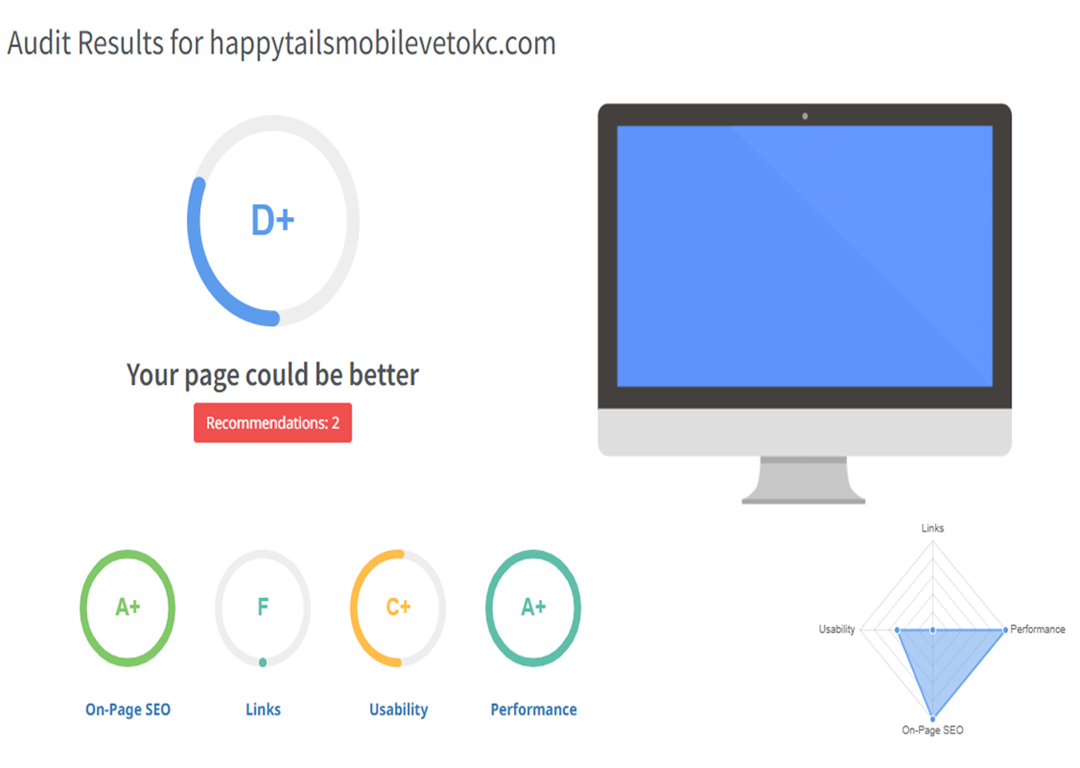 Audit Results for happytailsmobilevetokc.com
D+
Your page could be better
Recommendations: 2
A+
F
C+
A+
On-Page SEO
Links
Usability
Performance
Links
Usability
Performance
On-Page SEO